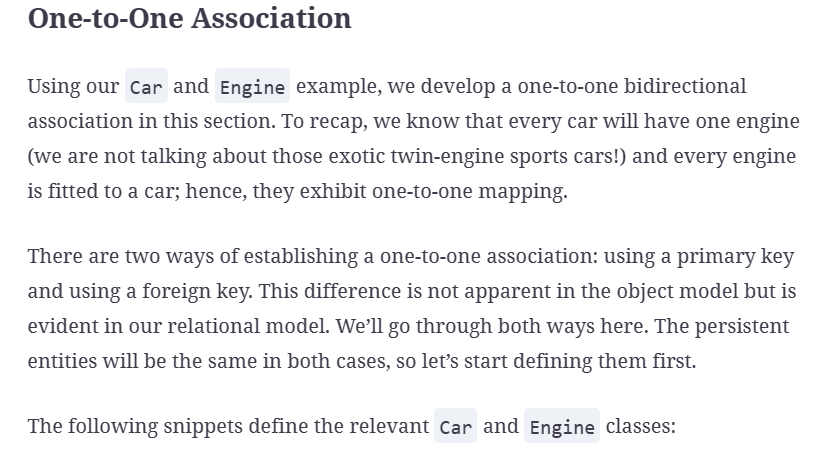 One-to-One Association
Using our Car and Engine example, we develop a one-to-one bidirectional
association in this section. To recap, we know that every car will have one engine
(we are not talking about those exotic twin-engine sports cars!) and every engine
is fitted to a car; hence, they exhibit one-to-one mapping.
There are two ways of establishing a one-to-one association: using a primary key
and using a foreign key. This difference is not apparent in the object model but is
evident in our relational model. We’ll go through both ways here. The persistent
entities will be the same in both cases, so let’s start defining them first.
The following snippets define the relevant Car and Engine classes: